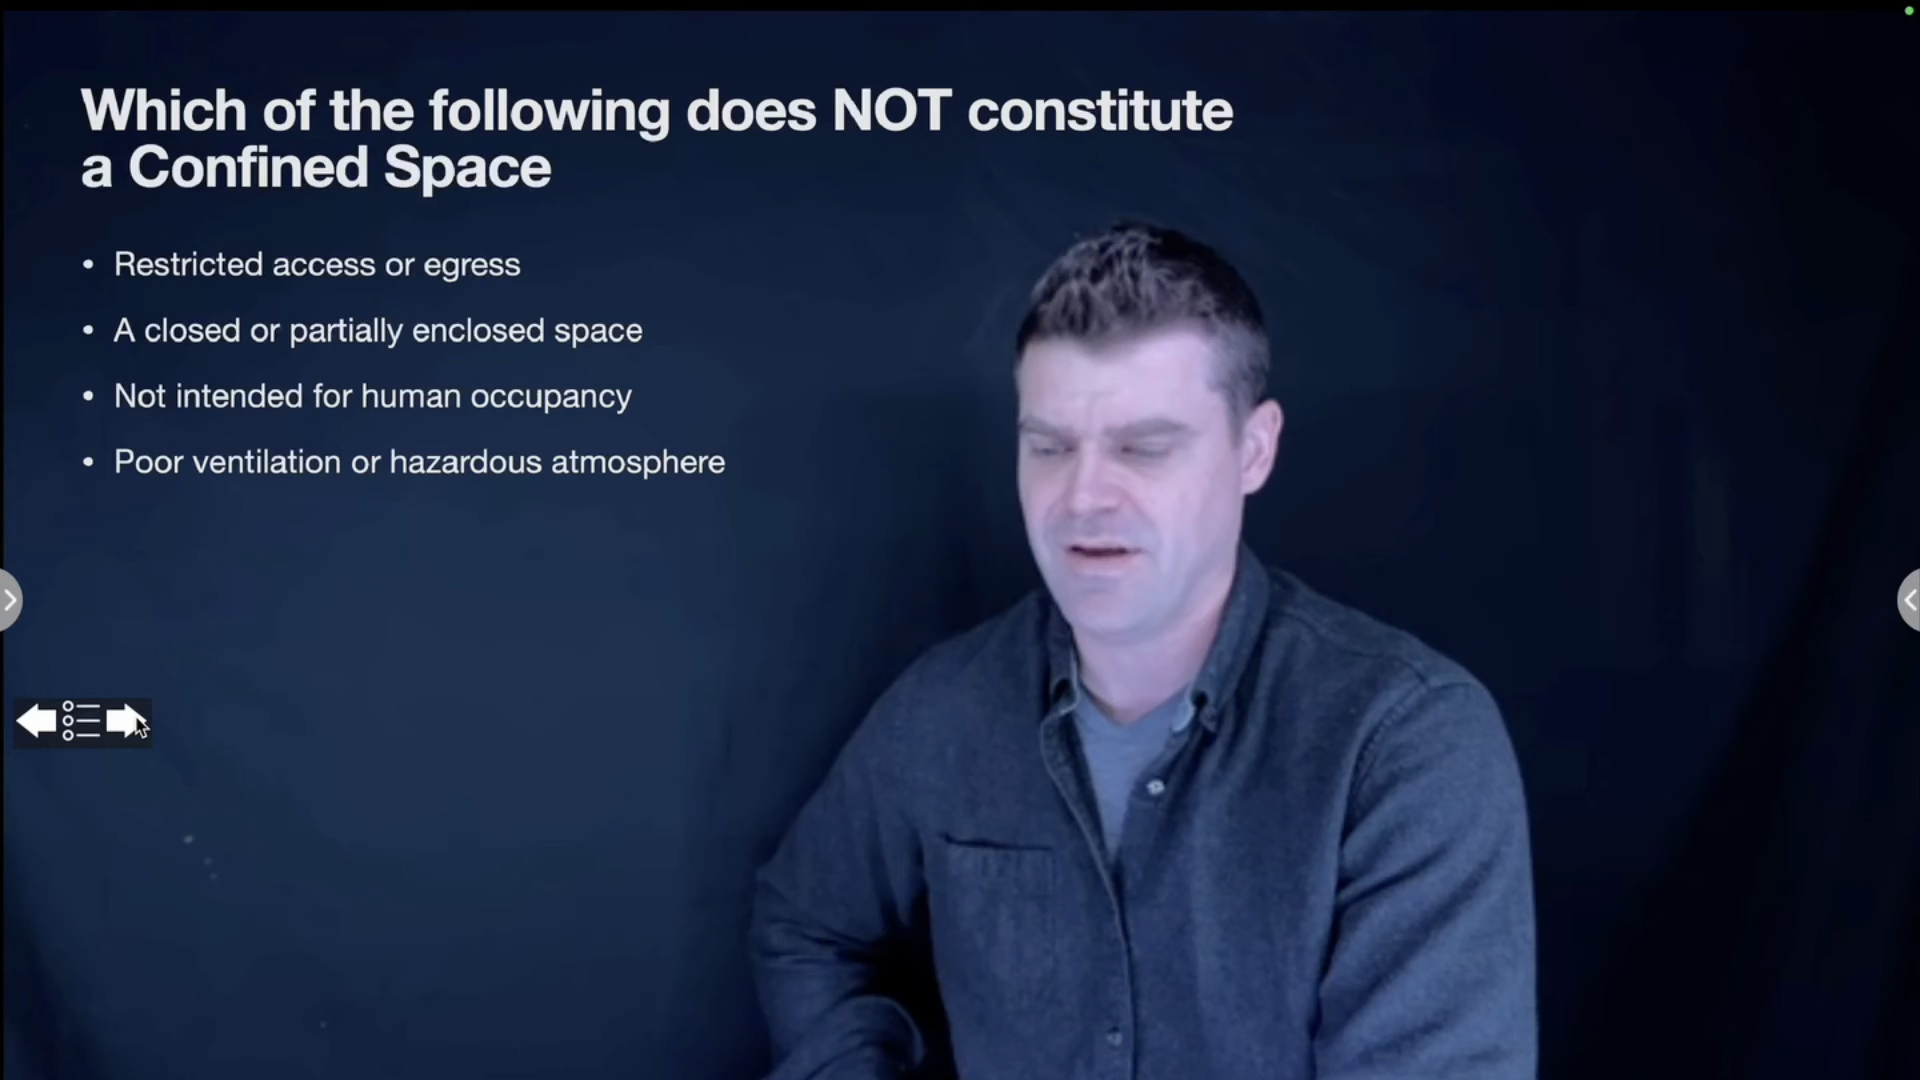 Which of the following does NOT constitute
a Confined Space
• Restricted access or egress
• A closed or partially enclosed space
• Not intended for human occupancy
• Poor ventilation or hazardous atmosphere